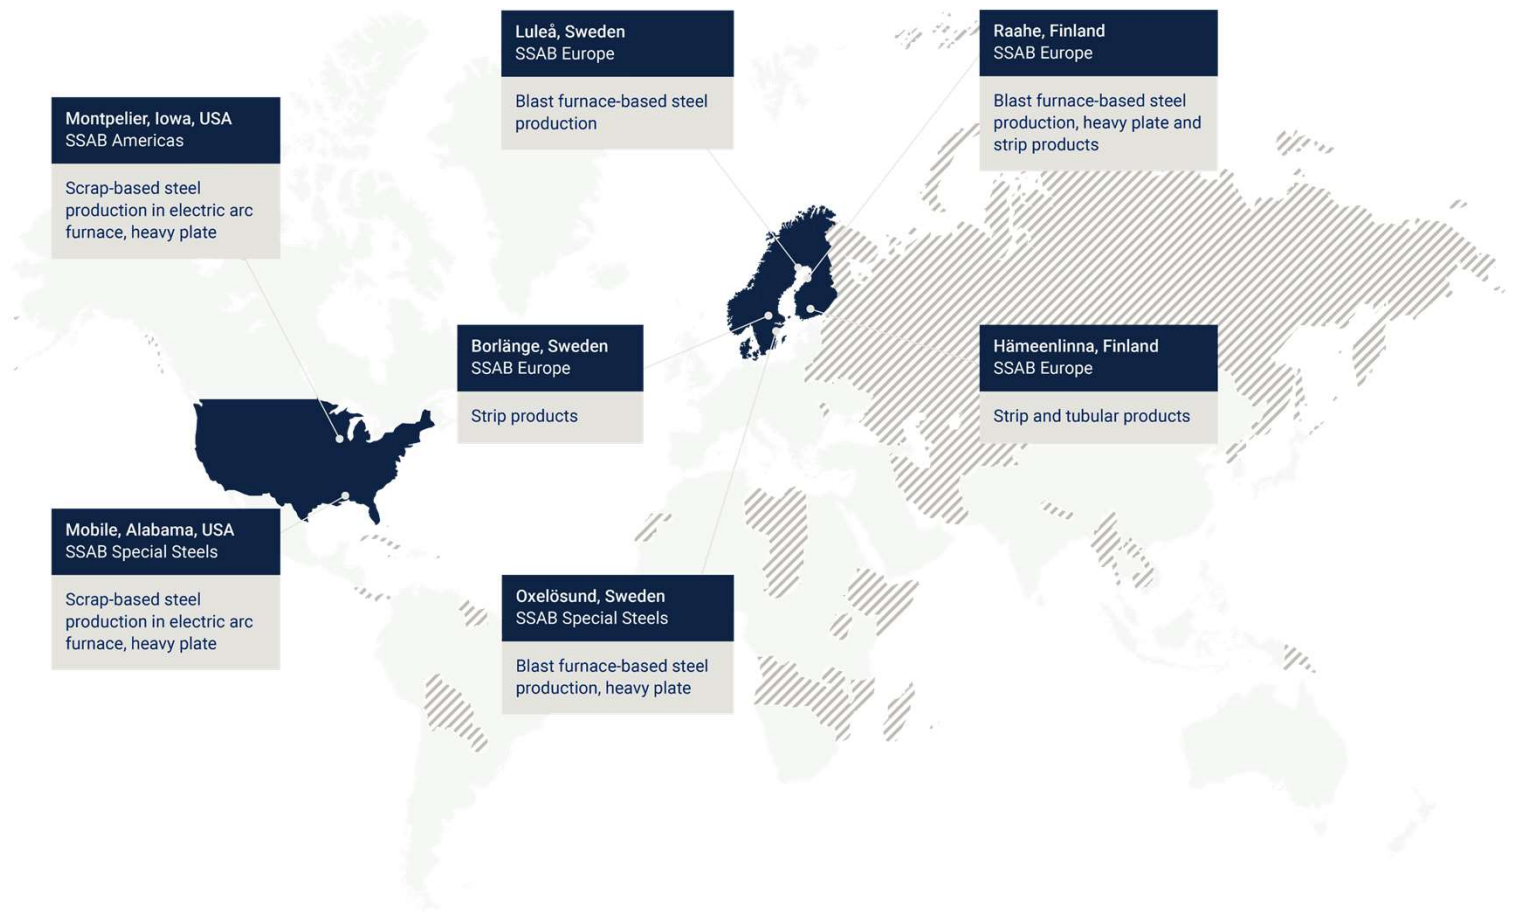 Luleå, Sweden
SSAB Europe
Blast furnace-based steel
production
Raahe, Finland
SSAB Europe
Blast furnace-based steel
production, heavy plate and
strip products
Montpelier, Iowa, USA
SSAB Americas
Scrap-based steel
production in electric arc
furnace, heavy plate
Borlänge, Sweden
SSAB Europe
Strip products
Hämeenlinna, Finland
SSAB Europe
Strip and tubular products
Mobile, Alabama, USA
SSAB Special Steels
Scrap-based steel
production in electric arc
furnace, heavy plate
Oxelösund, Sweden
SSAB Special Steels
Blast furnace-based steel
production, heavy plate